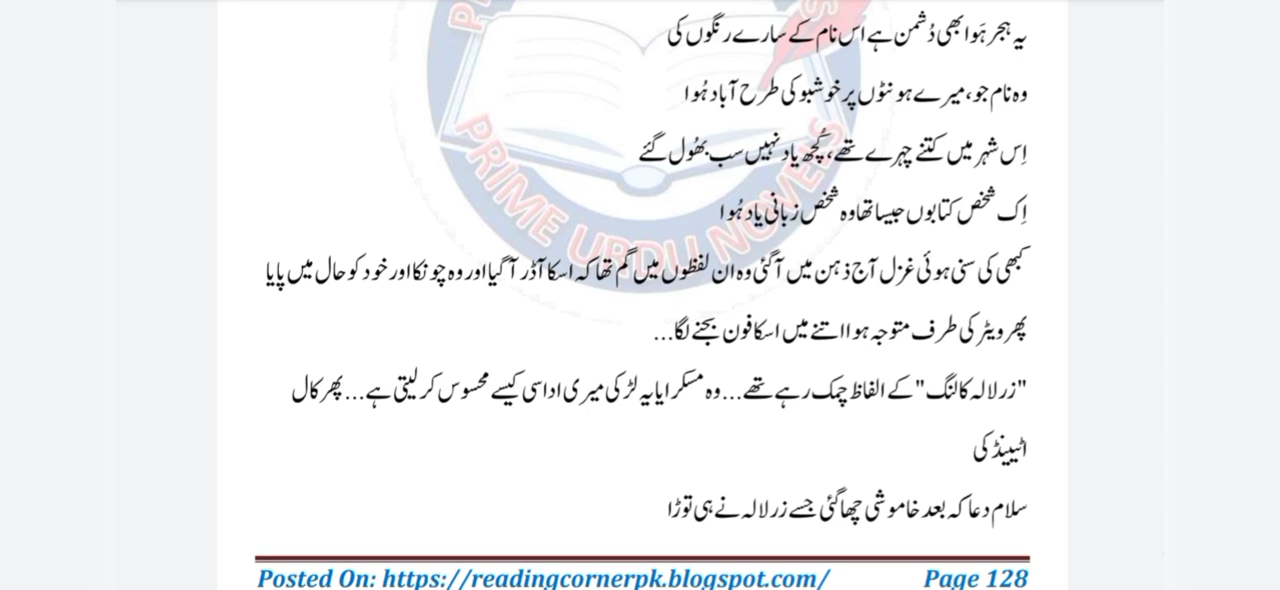 یہ ہجر ہَوا بھی دُشمن ہے اس نام کے سارے رنگوں کی
وہ نام جو، میرے ہونٹوں پر خوشبو کی طرح آباد ہُوا
اِس شہر میں کتنے چہرے تھے، کُچھ یاد نہیں سب بھُول گئے
اِک شخص کتابوں جیسا تھا وہ شخص زبانی یاد ہُوا
کبھی کی سنی ہوئی غزل آج ذہن میں آگئی وہ ان لفظوں میں گم تھا کہ اسکا آڈر آگیا اور وہ چونکا اور خود کو حال میں پایا
پھر ویٹر کی طرف متوجہ ہوا اتنے میں اسکا فون بجنے لگا...
"زرلالہ کالنگ" کے الفاظ چمک رہے تھے... وہ مسکرایا یہ لڑکی میری اداسی کیسے محسوس کر لیتی ہے... پھر کال
اٹیینڈ کی
سلام دعا کہ بعد خاموشی چھا گئی جسے زرلالہ نے ہی توڑا
PRIME URDU NOVELS
Posted On: https://readingcornerpk.blogspot.com/ Page 128